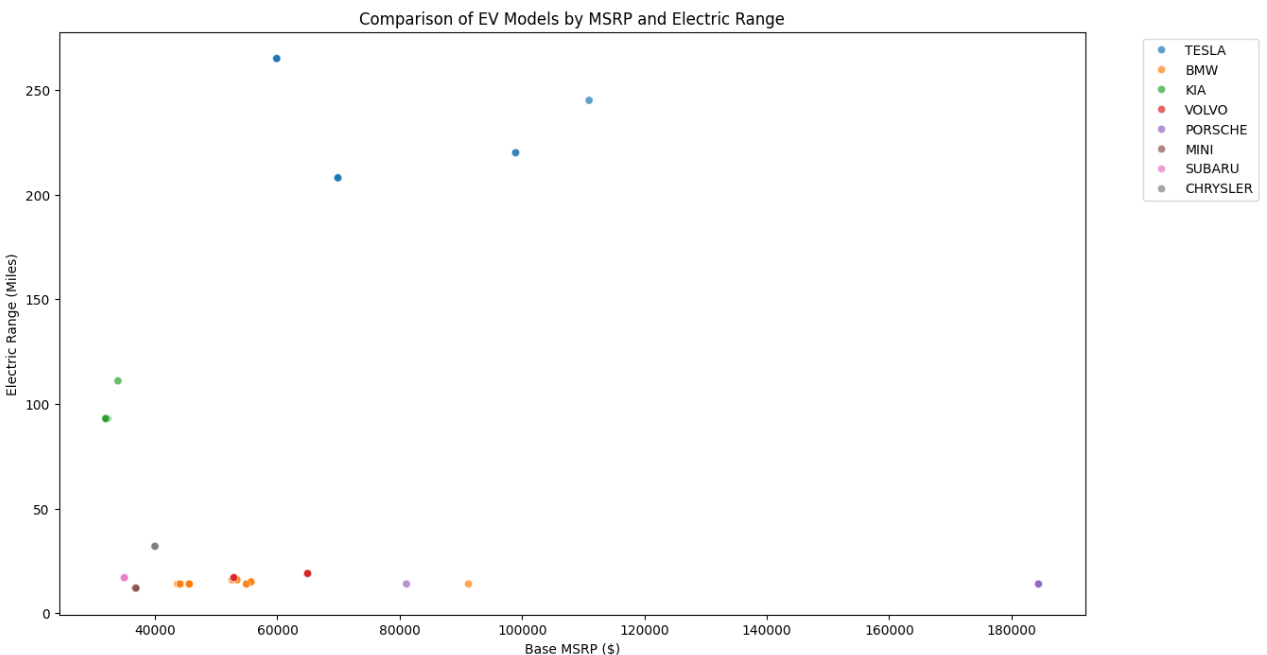 Comparison of EV Models by MSRP and Electric Range
TESLA
BMW
KIA
VOLVO
PORSCHE
MINI
SUBARU
CHRYSLER
Electric Range (Miles)
250
200
150
100
50
0
40000 60000 80000 100000 120000 140000 160000 180000
Base MSRP ($)